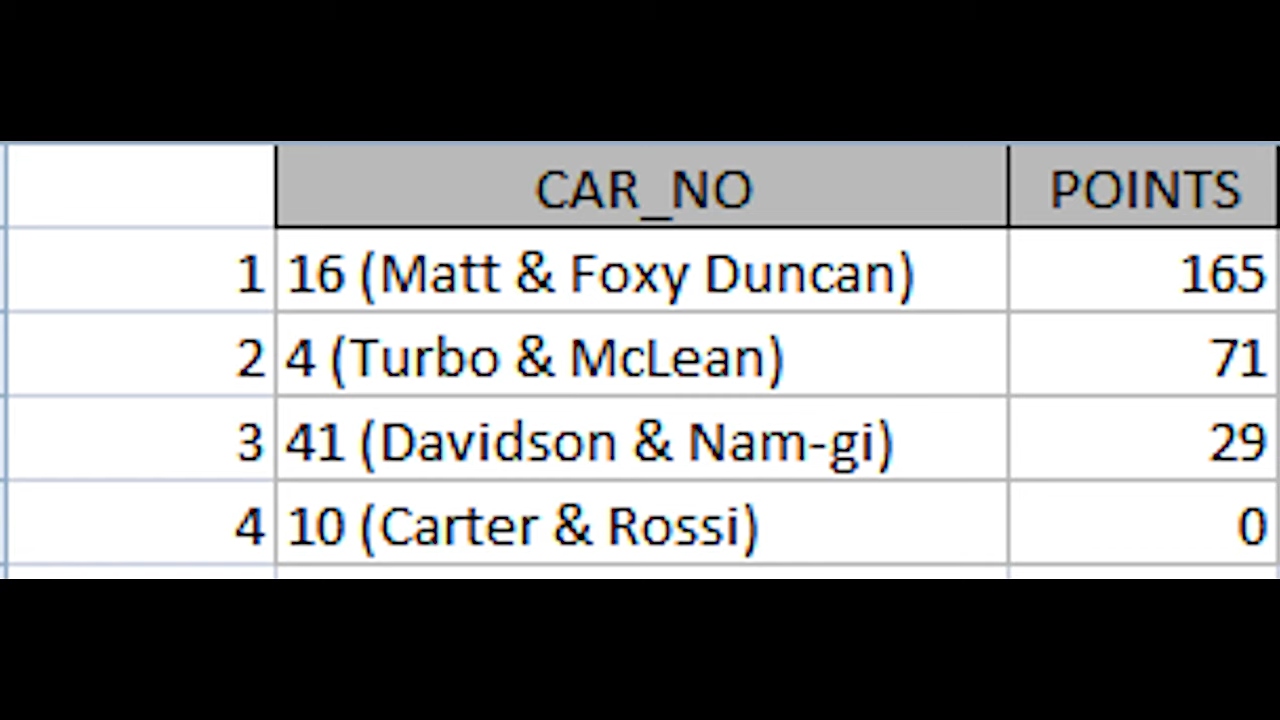 CAR_NO POINTS
1 16 (Matt & Foxy Duncan) 165
2 4 (Turbo & McLean) 71
3 41 (Davidson & Nam-gi) 29
4 10 (Carter & Rossi) 0